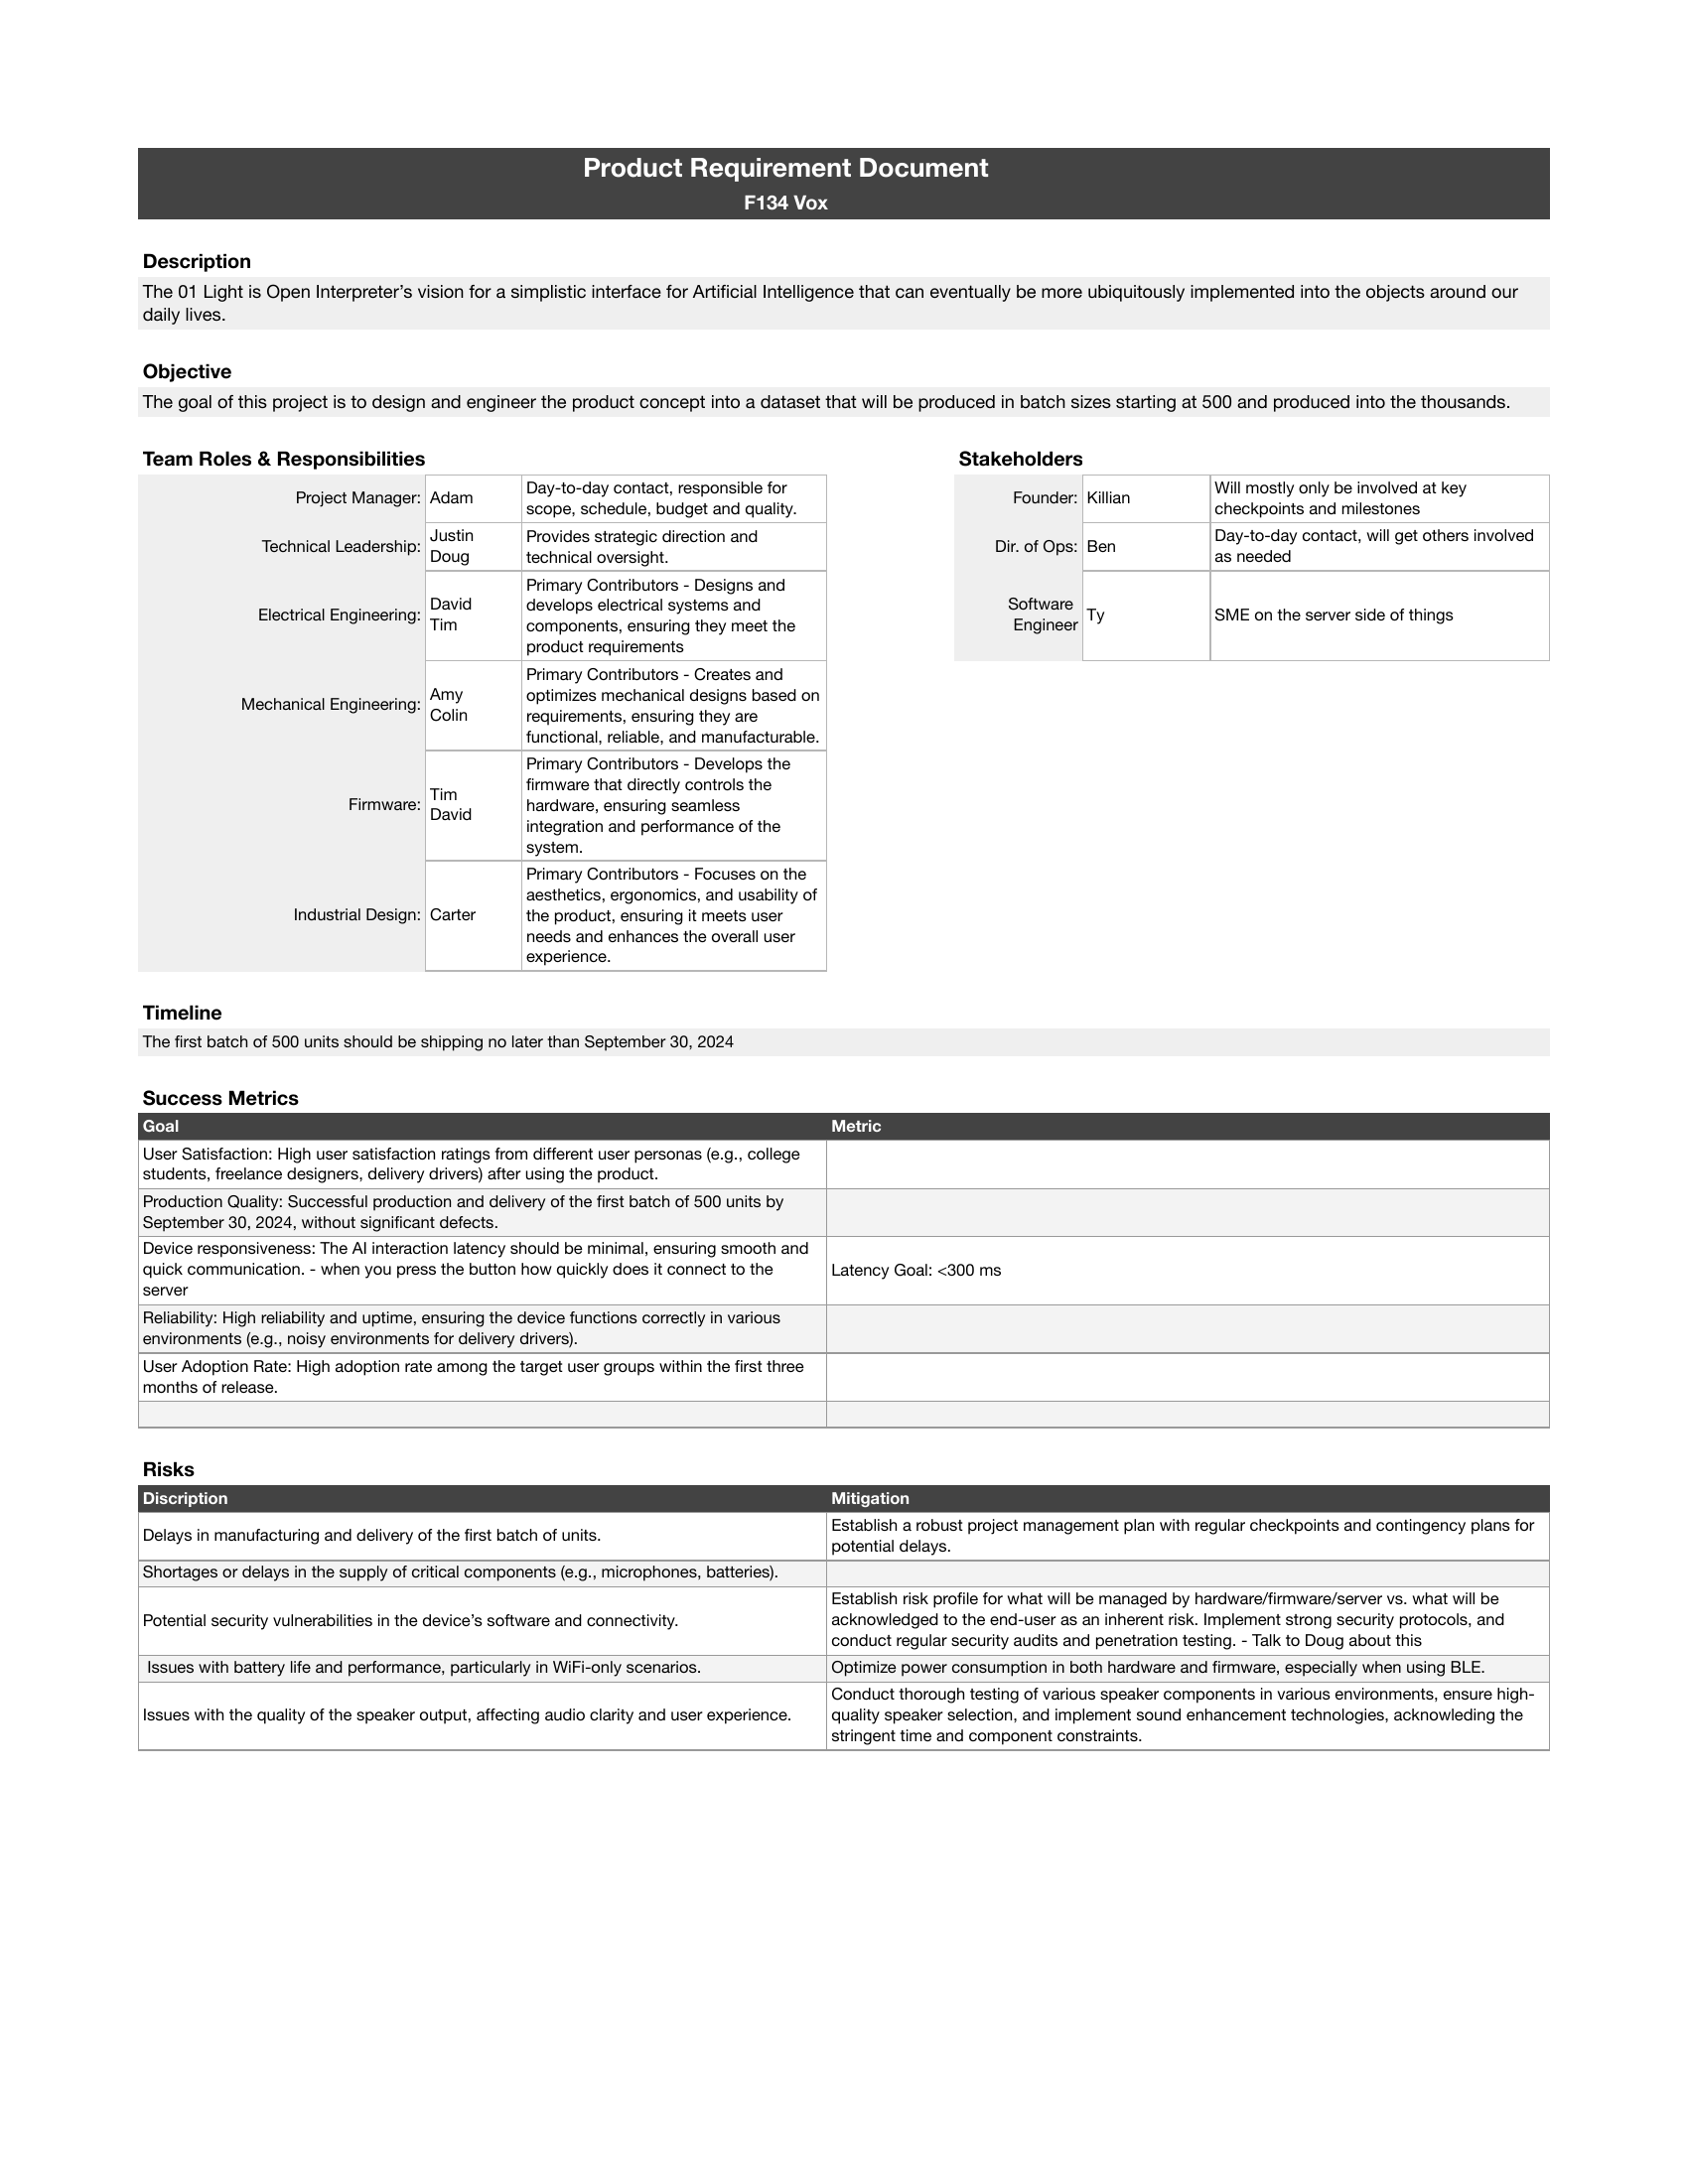 Product Requirement Document
F134 Vox
Description
The 01 Light is Open Interpreter’s vision for a simplistic interface for Artificial Intelligence that can eventually be more ubiquitously implemented into the objects around our
daily lives.
Objective
The goal of this project is to design and engineer the product concept into a dataset that will be produced in batch sizes starting at 500 and produced into the thousands.
Team Roles & Responsibilities
Project Manager:
Adam
Day-to-day contact, responsible for
scope, schedule, budget and quality.
Technical Leadership:
Justin
Doug
Provides strategic direction and
technical oversight.
Electrical Engineering:
David
Tim
Primary Contributors - Designs and
develops electrical systems and
components, ensuring they meet the
product requirements
Mechanical Engineering:
Amy
Colin
Primary Contributors - Creates and
optimizes mechanical designs based on
requirements, ensuring they are
functional, reliable, and manufacturable.
Firmware:
Tim
David
Primary Contributors - Develops the
firmware that directly controls the
hardware, ensuring seamless
integration and performance of the
system.
Industrial Design:
Carter
Primary Contributors - Focuses on the
aesthetics, ergonomics, and usability of
the product, ensuring it meets user
needs and enhances the overall user
experience.
Stakeholders
Founder:
Killian
Will mostly only be involved at key
checkpoints and milestones
Dir. of Ops:
Ben
Day-to-day contact, will get others involved
as needed
Software
Engineer
Ty
SME on the server side of things
Timeline
The first batch of 500 units should be shipping no later than September 30, 2024
Success Metrics
Goal
Metric
User Satisfaction: High user satisfaction ratings from different user personas (e.g., college
students, freelance designers, delivery drivers) after using the product.
Production Quality: Successful production and delivery of the first batch of 500 units by
September 30, 2024, without significant defects.
Device responsiveness: The AI interaction latency should be minimal, ensuring smooth and
quick communication. - when you press the button how quickly does it connect to the
server
Latency Goal: <300 ms
Reliability: High reliability and uptime, ensuring the device functions correctly in various
environments (e.g., noisy environments for delivery drivers).
User Adoption Rate: High adoption rate among the target user groups within the first three
months of release.
Risks
Discription
Mitigation
Delays in manufacturing and delivery of the first batch of units.
Establish a robust project management plan with regular checkpoints and contingency plans for
potential delays.
Shortages or delays in the supply of critical components (e.g., microphones, batteries).
Potential security vulnerabilities in the device’s software and connectivity.
Establish risk profile for what will be managed by hardware/firmware/server vs. what will be
acknowledged to the end-user as an inherent risk. Implement strong security protocols, and
conduct regular security audits and penetration testing. - Talk to Doug about this
Issues with battery life and performance, particularly in WiFi-only scenarios.
Optimize power consumption in both hardware and firmware, especially when using BLE.
Issues with the quality of the speaker output, affecting audio clarity and user experience.
Conduct thorough testing of various speaker components in various environments, ensure high-
quality speaker selection, and implement sound enhancement technologies, acknowleding the
stringent time and component constraints.